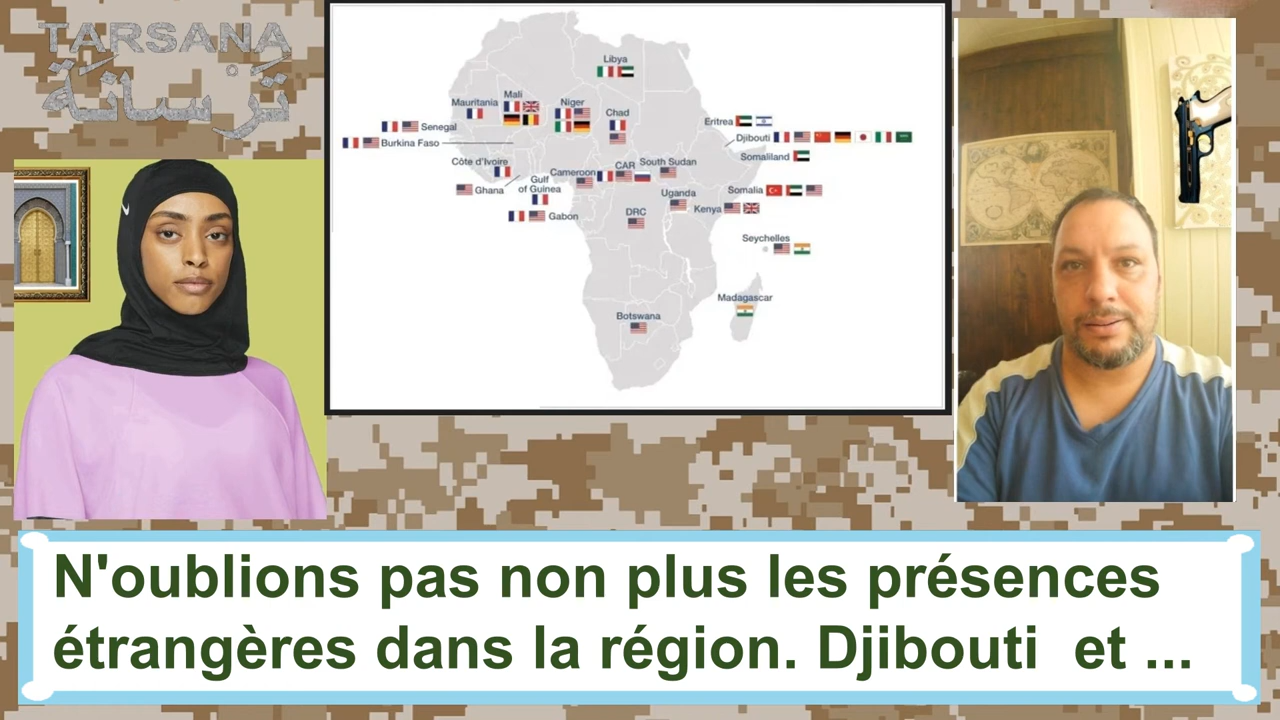 TARSANA
تَرْسانَة
Libya
Mali
Mauritania
Niger
Chad
Senegal
Eritrea
Burkina Faso
Djibouti
Somaliland
Côte d'Ivoire
Cameroon
CAR
South Sudan
Gulf
of Guinea
Ghana
Uganda
Somalia
Gabon
DRC
Kenya
Seychelles
Madagascar
Botswana
N'oublions pas non plus les présences
étrangères dans la région. Djibouti et ...